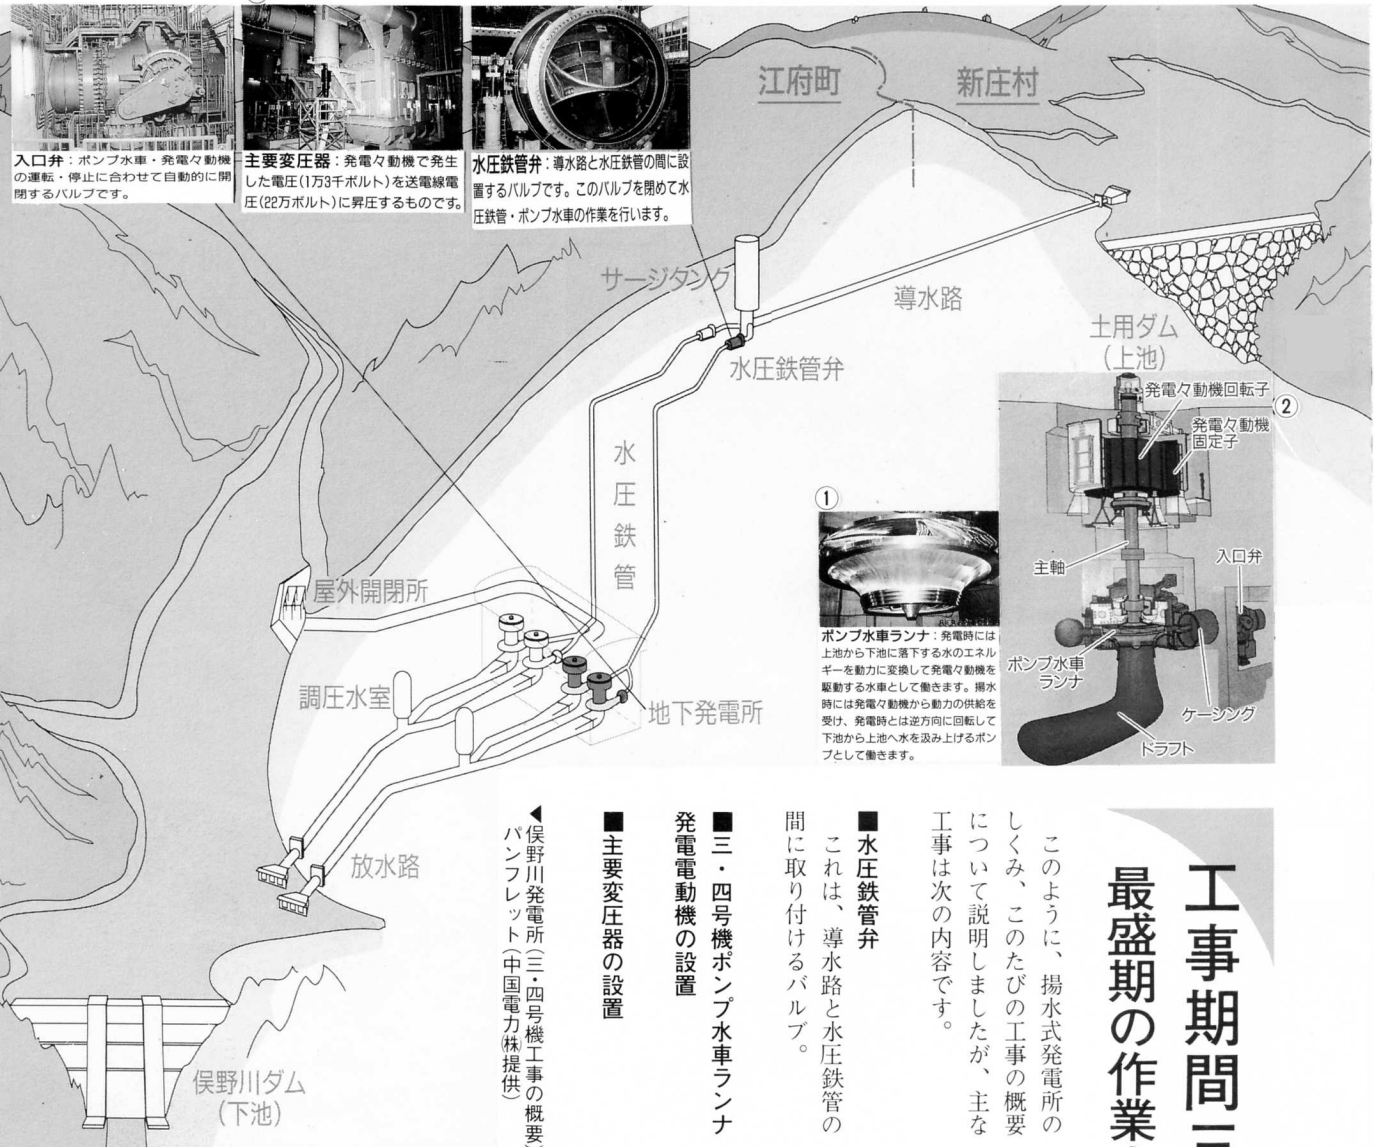 入口弁：ポンプ水車・発電々動機
の運転・停止に合わせて自動的に開
閉するバルブです。
主要変圧器：発電々動機で発生
した電圧(1万3千ボルト)を送電線電
圧(22万ボルト)に昇圧するものです。
水圧鉄管弁：導水路と水圧鉄管の間に設
置するバルブです。このバルブを閉めて水
圧鉄管・ポンプ水車の作業を行います。
江府町
新庄村
サージタンク
導水路
水圧鉄管弁
土用ダム
(上池)
水圧鉄管
屋外開閉所
調圧水室
地下発電所
放水路
俣野川ダム
(下池)
①
ポンプ水車ランナ：発電時には
上池から下池に落下する水のエネル
ギーを動力に変換して発電々動機を
駆動する水車として働きます。揚水
時には発電々動機から動力の供給を
受け、発電時とは逆方向に回転して
下池から上池へ水を汲み上げるポン
プとして働きます。
②
発電々動機回転子
発電々動機
固定子
主軸
入口弁
ポンプ水車
ランナ
ケーシング
ドラフト
工事期間
最盛期の作業
このように、揚水式発電所の
しくみ、このたびの工事の概要
について説明しましたが、主な
工事は次の内容です。
■水圧鉄管弁
これは、導水路と水圧鉄管の
間に取り付けるバルブ。
■三・四号機ポンプ水車ランナ
発電電動機の設置
■主要変圧器の設置
◀俣野川発電所(三・四号機工事の概要)
パンフレット(中国電力㈱提供)